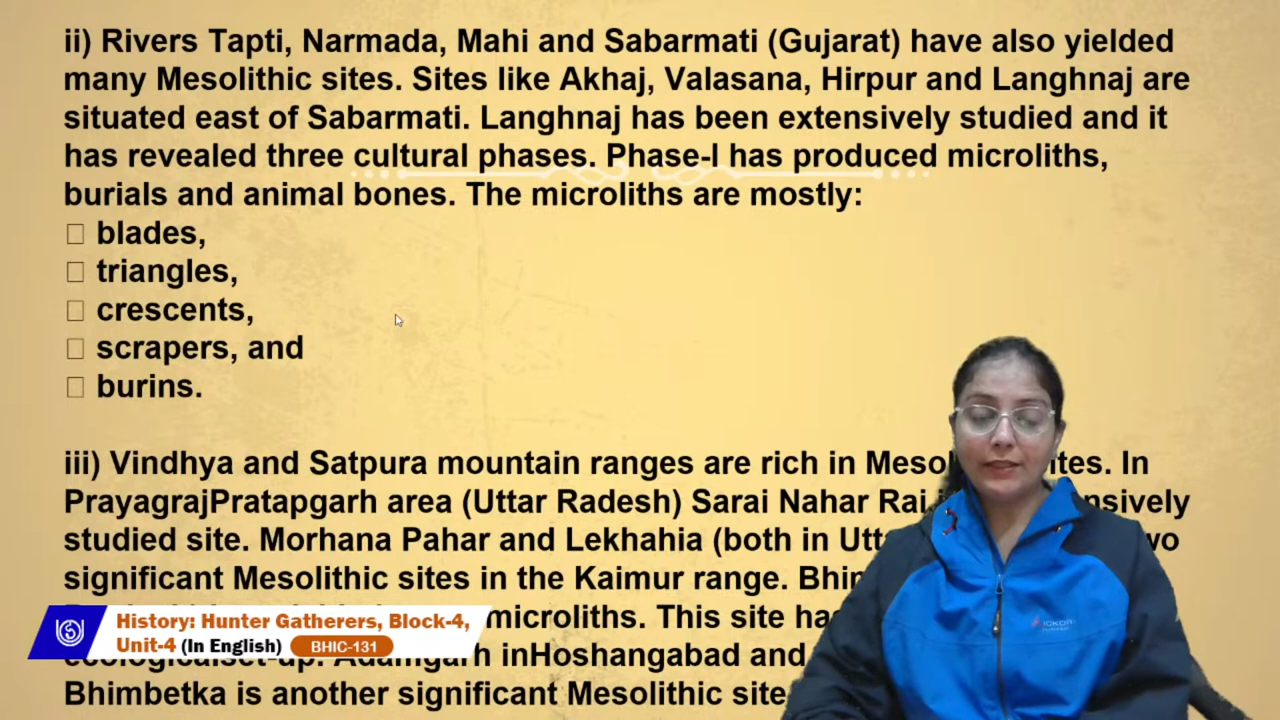 ii) Rivers Tapti, Narmada, Mahi and Sabarmati (Gujarat) have also yielded
many Mesolithic sites. Sites like Akhaj, Valasana, Hirpur and Langhnaj are
situated east of Sabarmati. Langhnaj has been extensively studied and it
has revealed three cultural phases. Phase-I has produced microliths,
burials and animal bones. The microliths are mostly:
□ blades,
□ triangles,
□ crescents,
□ scrapers, and
□ burins.
iii) Vindhya and Satpura mountain ranges are rich in In
PrayagrajPratapgarh area (Uttar Radesh) Sarai Nahar Rai
studied site. Morhana Pahar and Lekhahia (both in
significant Mesolithic sites in the Kaimur range.
microliths. This site
inHoshangabad and
Bhimbetka is another significant Mesolithic site
History: Hunter Gatherers, Block-4,
Unit-4 (In English) BHIC-131